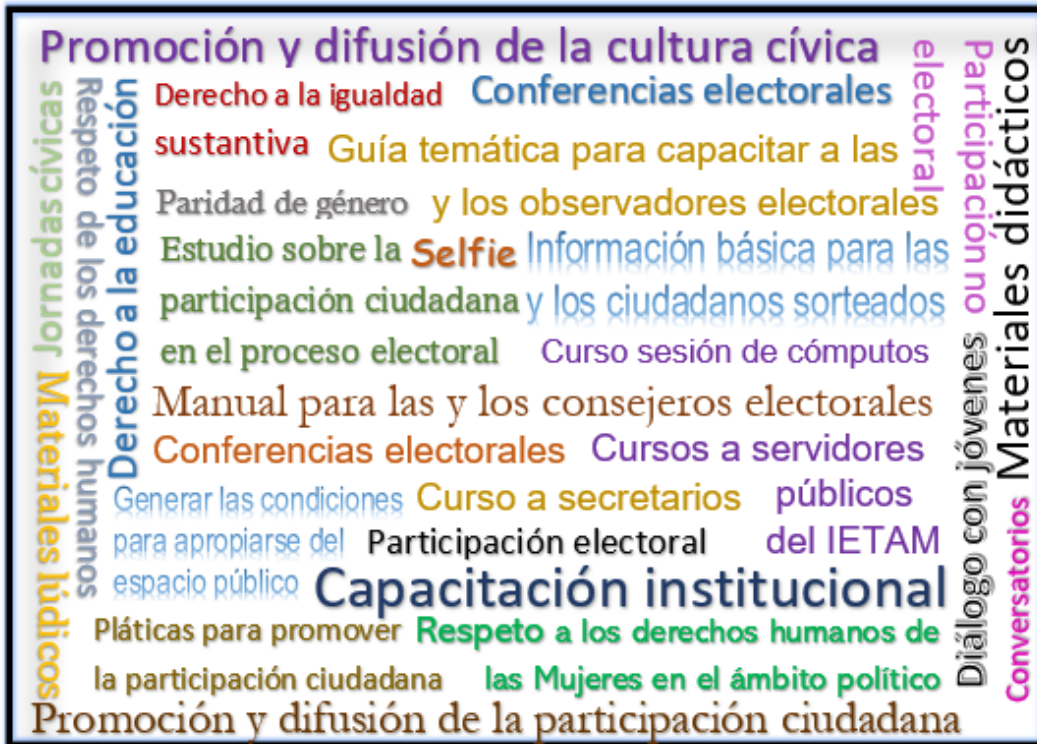 Promoción y difusión de la cultura cívica
Jornadas cívicas
Respeto de los derechos humanos
Derecho a la educación
Materiales lúdicos
Derecho a la igualdad
sustantiva
Conferencias electorales
Guía temática para capacitar a las
y los observadores electorales
Paridad de género
Estudio sobre la
participación ciudadana
en el proceso electoral
Selfie
Información básica para las
y los ciudadanos sorteados
Curso sesión de cómputos
Manual para las y los consejeros electorales
Conferencias electorales
Cursos a servidores
públicos
del IETAM
Generar las condiciones
para apropiarse del
espacio público
Curso a secretarios
Participación electoral
Capacitación institucional
Pláticas para promover
la participación ciudadana
Respeto a los derechos humanos de
las Mujeres en el ámbito político
Promoción y difusión de la participación ciudadana
Participación no
electoral
Materiales didácticos
Diálogo con jóvenes
Conversatorios